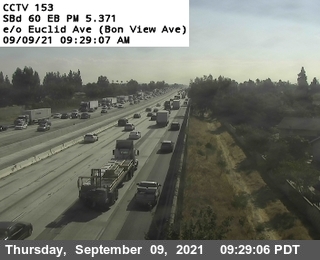 CCTV 153
SBd 60 EB PM 5.371
e/o Euclid Ave (Bon View Ave)
09/09/21 09:29:07 AM
Thursday, September 09, 2021 09:29:06 PDT